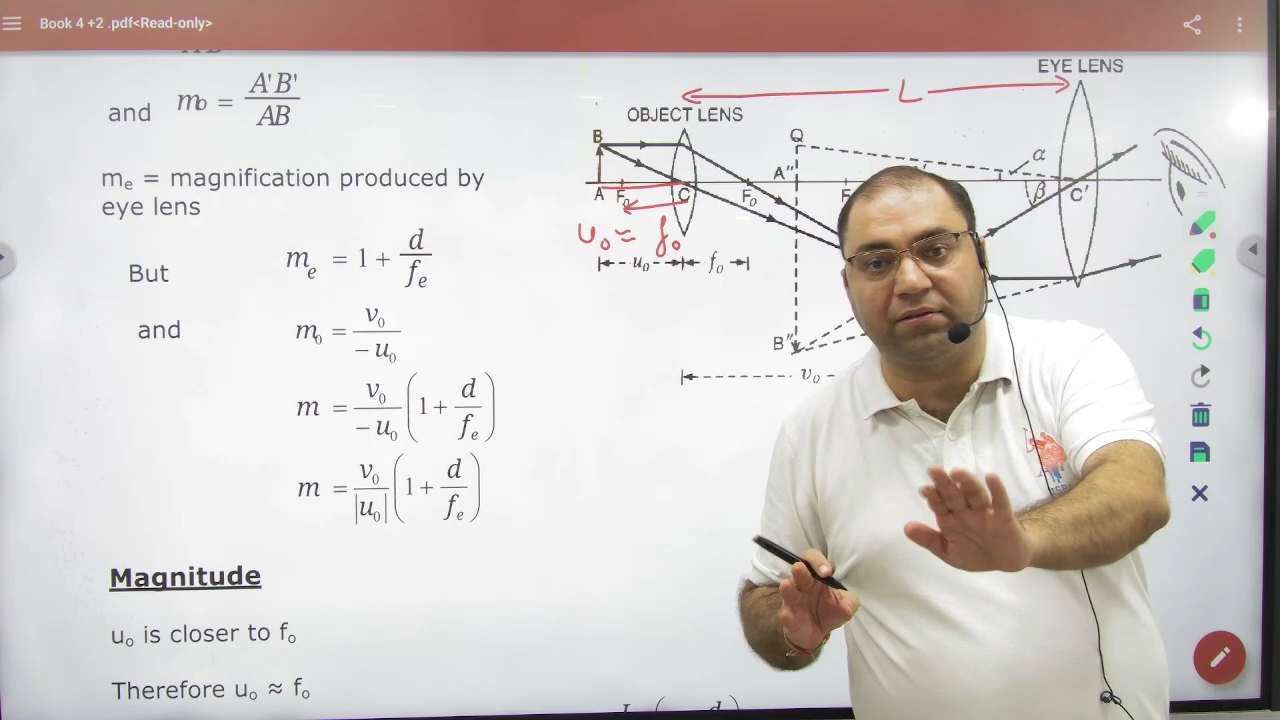 Book 4 +2 .pdf<Read-only>
and m₀ = A'B' / AB
mₑ = magnification produced by
eye lens
But mₑ = 1 + d / fₑ
and m₀ = v₀ / − u₀
m = v₀ / − u₀ (1 + d / fₑ)
m = v₀ / |u₀| (1 + d / fₑ)
Magnitude
u₀ is closer to f₀
Therefore u₀ ≈ f₀
EYE LENS
L
OBJECT LENS
B
Q
α
A"
A F₀ C F₀ F β C'
u₀ ≈ f₀
u₀ f₀
B"
v₀
d